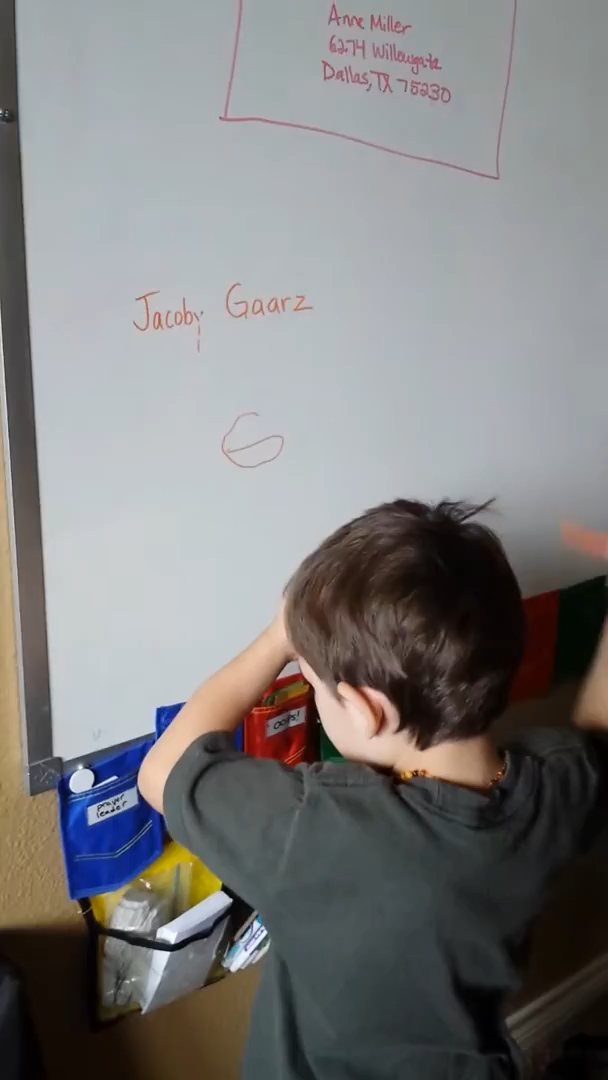 Anne Miller
6274 Willowgate
Dallas, TX 75230
Jacoby Gaarz
G
OOPS!
prayer
leader